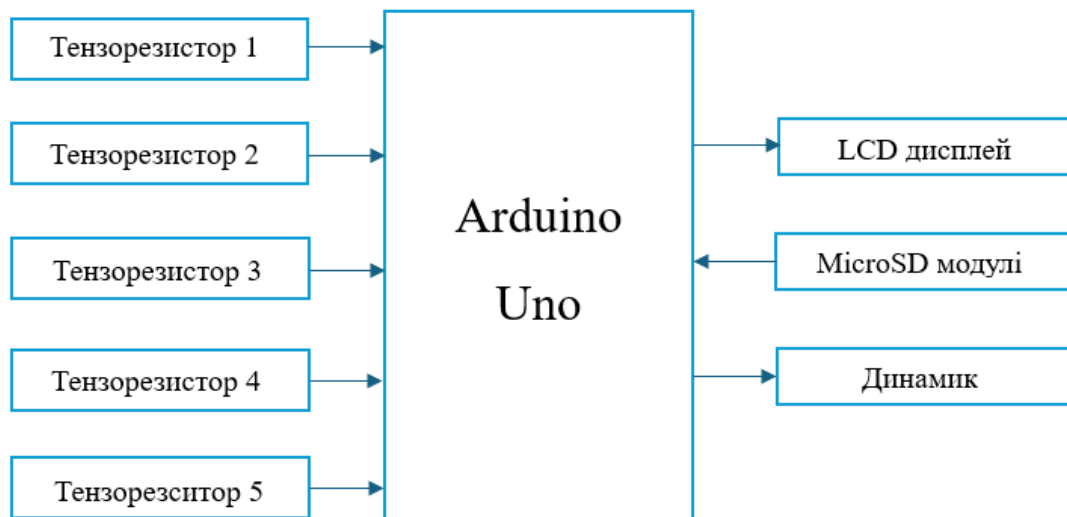 Тензорезистор 1
Тензорезистор 2
Тензорезистор 3
Тензорезистор 4
Тензорезситор 5
Arduino
Uno
LCD дисплей
MicroSD модулі
Динамик